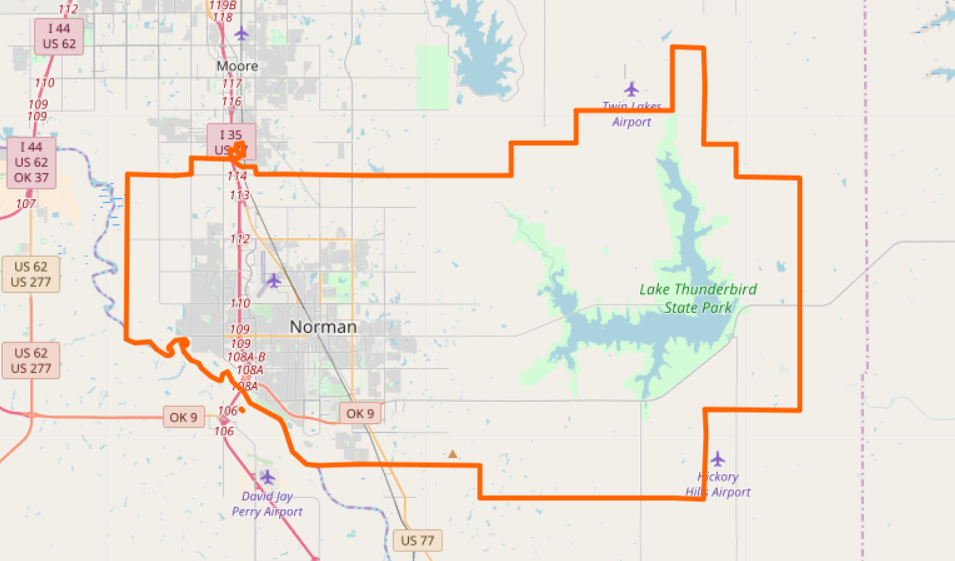 112
119B
118
I 44
US 62
Moore
110
109
109
117
116
Twin Lakes
Airport
I 35
I 44
US 62
OK 37
114
107
113
112
US 62
US 277
110
Lake Thunderbird
State Park
Norman
109
109
108A-B
108A
108A
US 62
US 277
106
106
OK 9
OK 9
Hickory
Hills Airport
David Jay
Perry Airport
US 77